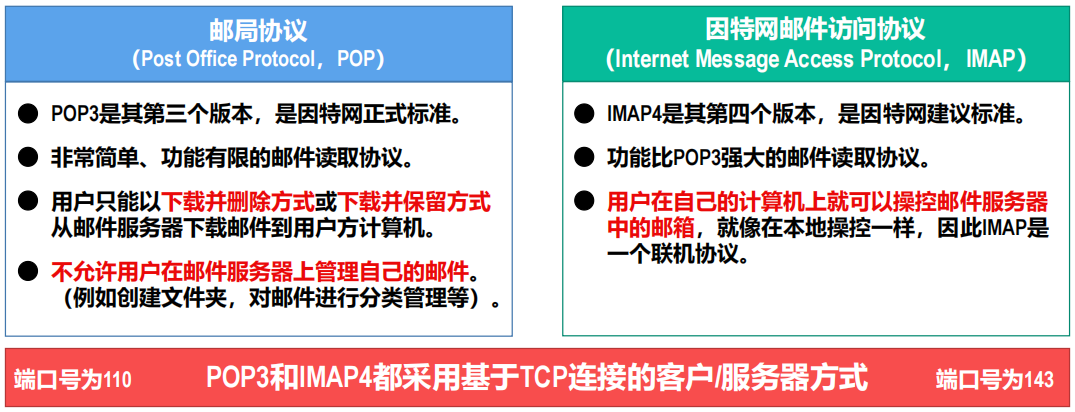 邮局协议
（Post Office Protocol，POP）
● POP3是其第三个版本，是因特网正式标准。
● 非常简单、功能有限的邮件读取协议。
● 用户只能以下载并删除方式或下载并保留方式
从邮件服务器下载邮件到用户方计算机。
● 不允许用户在邮件服务器上管理自己的邮件。
（例如创建文件夹，对邮件进行分类管理等）。
因特网邮件访问协议
（Internet Message Access Protocol，IMAP）
● IMAP4是其第四个版本，是因特网建议标准。
● 功能比POP3强大的邮件读取协议。
● 用户在自己的计算机上就可以操控邮件服务器
中的邮箱，就像在本地操控一样，因此IMAP是
一个联机协议。
端口号为110 POP3和IMAP4都采用基于TCP连接的客户/服务器方式 端口号为143